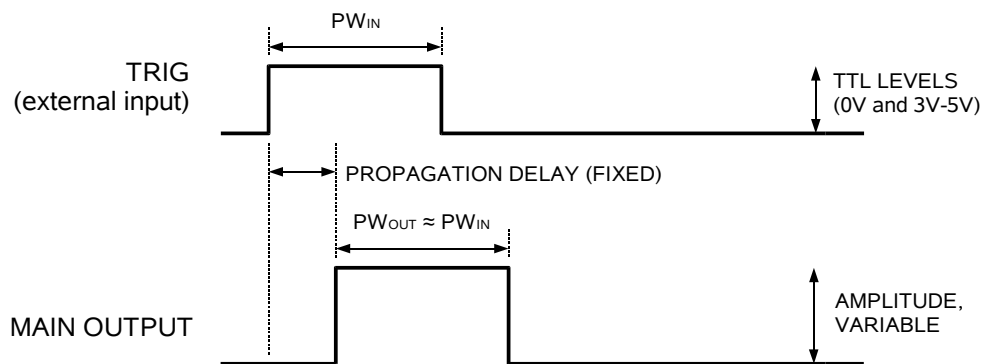 PWIN
TRIG
(external input)
TTL LEVELS
(0V and 3V-5V)
PROPAGATION DELAY (FIXED)
PWOUT ≈ PWIN
MAIN OUTPUT
AMPLITUDE,
VARIABLE